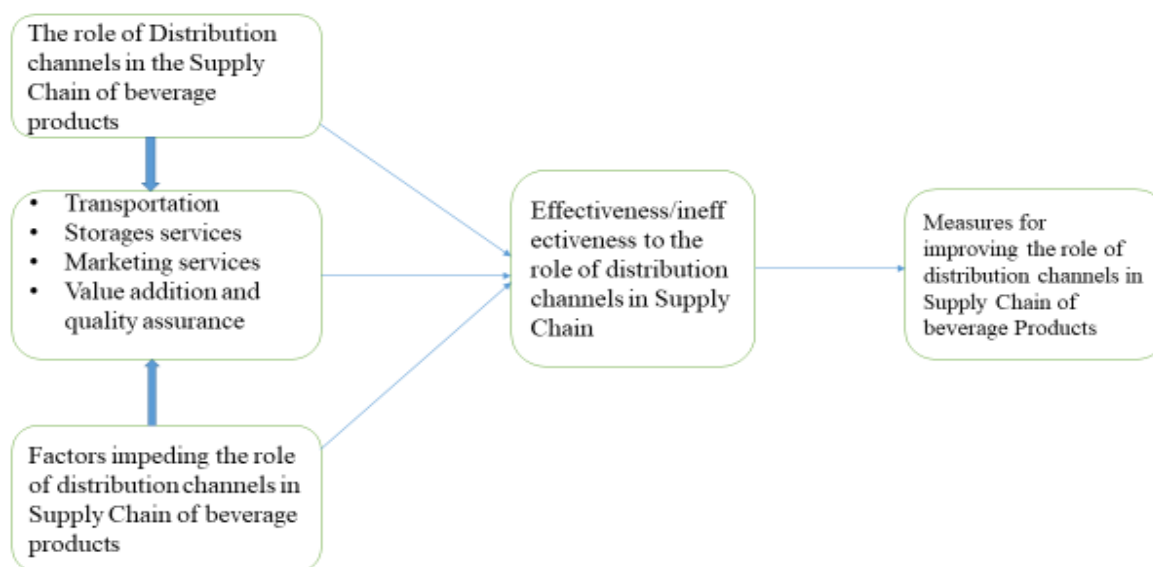 The role of Distribution
channels in the Supply
Chain of beverage
products
• Transportation
• Storages services
• Marketing services
• Value addition and
quality assurance
Factors impeding the role
of distribution channels in
Supply Chain of beverage
products
Effectiveness/ineff
ectiveness to the
role of distribution
channels in Supply
Chain
Measures for
improving the role of
distribution channels in
Supply Chain of
beverage Products